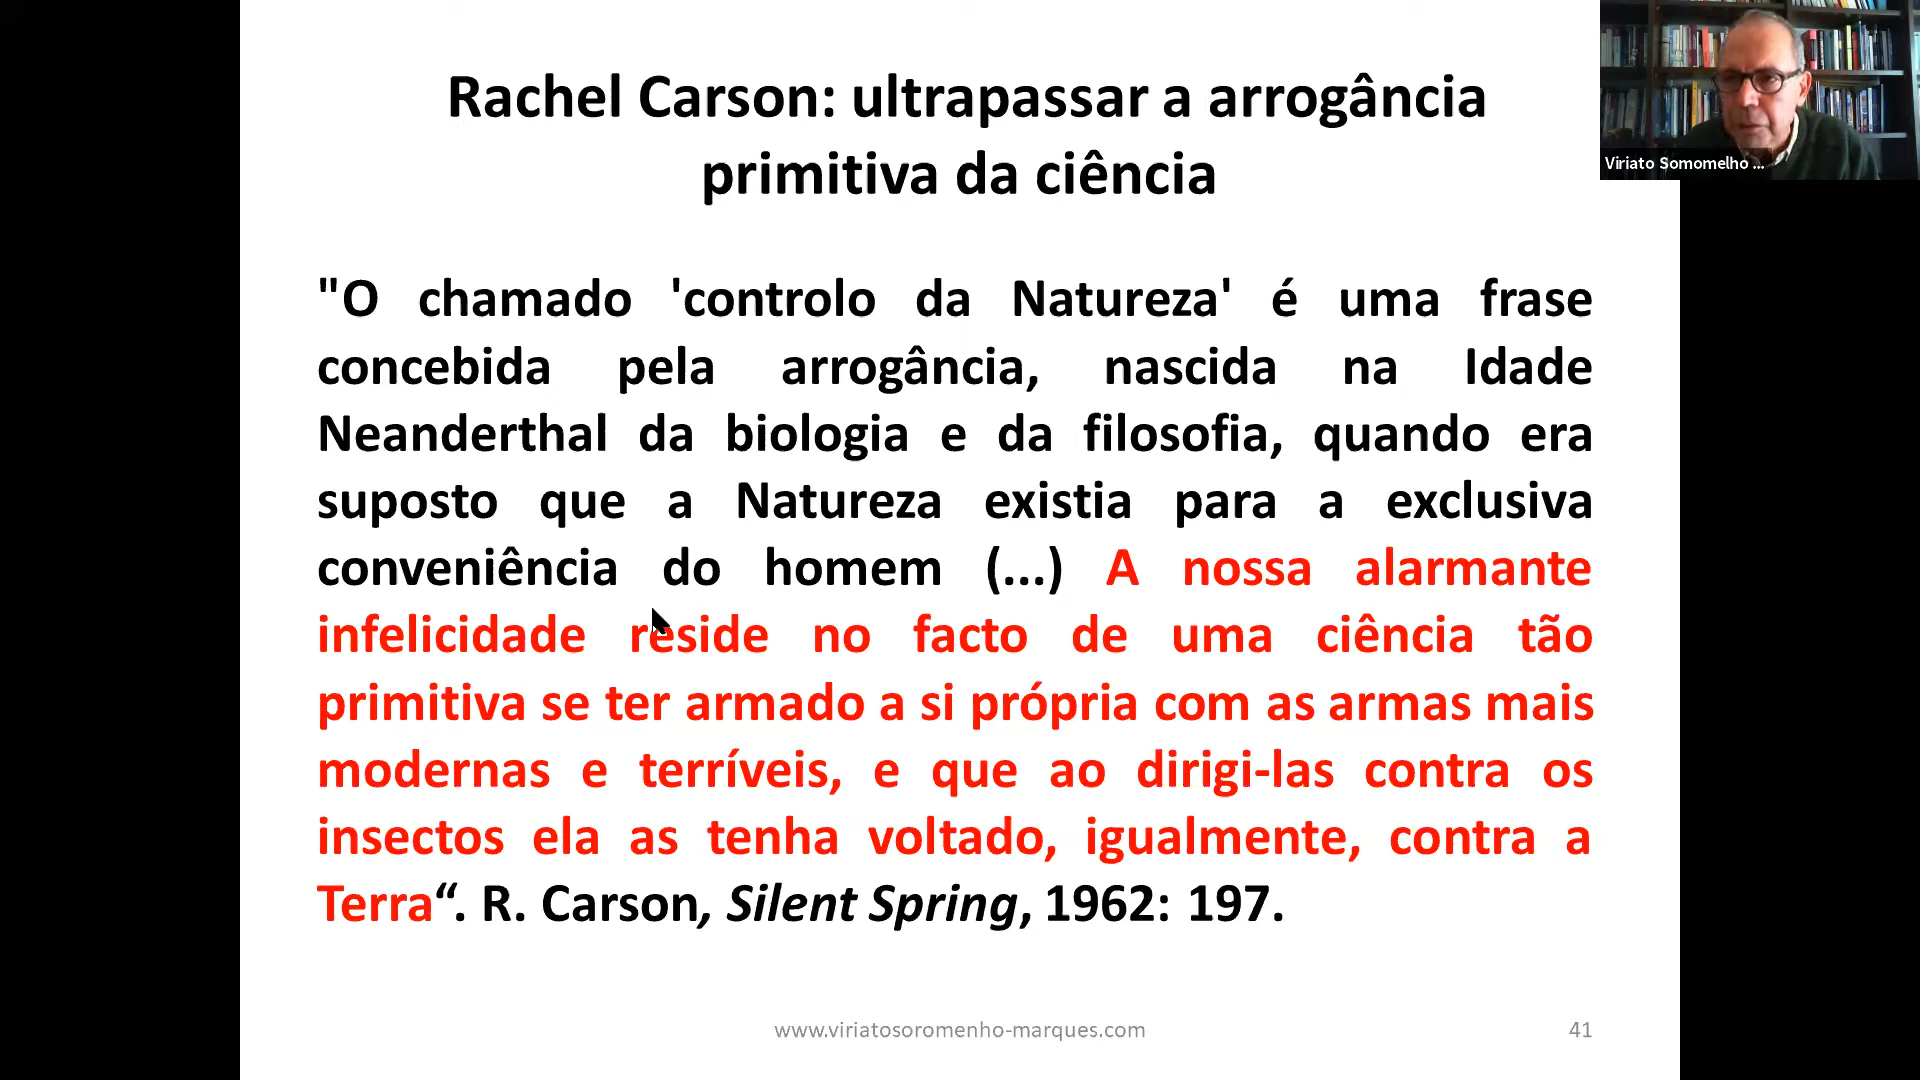 Rachel Carson: ultrapassar a arrogância
primitiva da ciência
Viriato Somomelho ...
"O chamado 'controlo da Natureza' é uma frase
concebida pela arrogância, nascida na Idade
Neanderthal da biologia e da filosofia, quando era
suposto que a Natureza existia para a exclusiva
conveniência do homem (...) A nossa alarmante
infelicidade reside no facto de uma ciência tão
primitiva se ter armado a si própria com as armas mais
modernas e terríveis, e que ao dirigi-las contra os
insectos ela as tenha voltado, igualmente, contra a
Terra“. R. Carson, Silent Spring, 1962: 197.
www.viriatosoromenho-marques.com
41